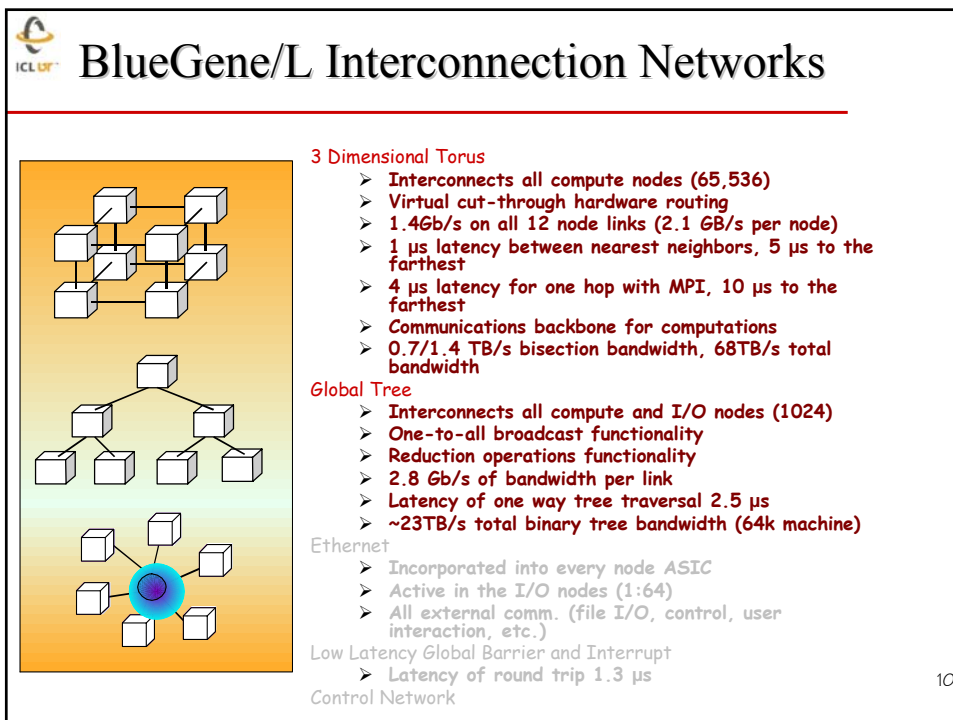 ICL UT
BlueGene/L Interconnection Networks
3 Dimensional Torus
➢ Interconnects all compute nodes (65,536)
➢ Virtual cut-through hardware routing
➢ 1.4Gb/s on all 12 node links (2.1 GB/s per node)
➢ 1 µs latency between nearest neighbors, 5 µs to the
farthest
➢ 4 µs latency for one hop with MPI, 10 µs to the
farthest
➢ Communications backbone for computations
➢ 0.7/1.4 TB/s bisection bandwidth, 68TB/s total
bandwidth
Global Tree
➢ Interconnects all compute and I/O nodes (1024)
➢ One-to-all broadcast functionality
➢ Reduction operations functionality
➢ 2.8 Gb/s of bandwidth per link
➢ Latency of one way tree traversal 2.5 µs
➢ ~23TB/s total binary tree bandwidth (64k machine)
Ethernet
➢ Incorporated into every node ASIC
➢ Active in the I/O nodes (1:64)
➢ All external comm. (file I/O, control, user
interaction, etc.)
Low Latency Global Barrier and Interrupt
➢ Latency of round trip 1.3 µs
Control Network
10